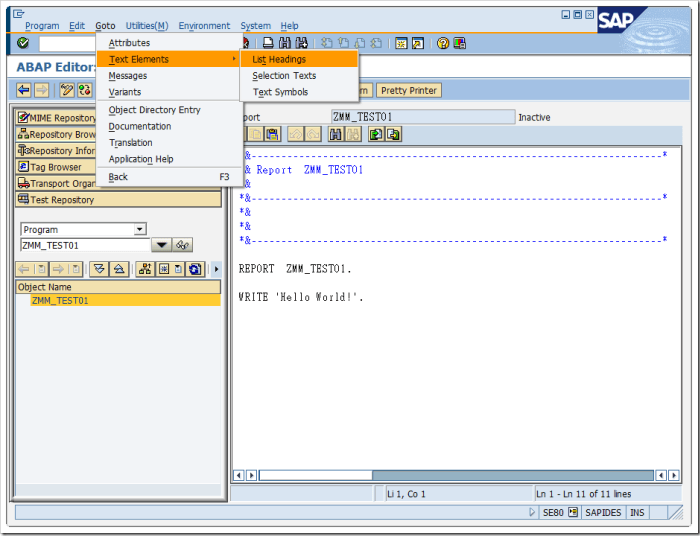 Program Edit Goto Utilities(M) Environment System Help
SAP
Attributes
Text Elements
Messages
Variants
Object Directory Entry
Documentation
Translation
Application Help
Back F3
List Headings
Selection Texts
Text Symbols
ABAP Editor:
Pretty Printer
MIME Repository
Repository Brow
Repository Infor
Tag Browser
Transport Organ
Test Repository
Program
ZMM_TEST01
Object Name
ZMM_TEST01
port ZMM_TEST01 Inactive
&---------------------------------------------------------------------*
& Report ZMM_TEST01
&
*&---------------------------------------------------------------------*
*&
*&
*&---------------------------------------------------------------------*
REPORT ZMM_TEST01.
WRITE 'Hello World!'.
Li 1, Co 1 Ln 1 - Ln 11 of 11 lines
SE80 SAPIDES INS